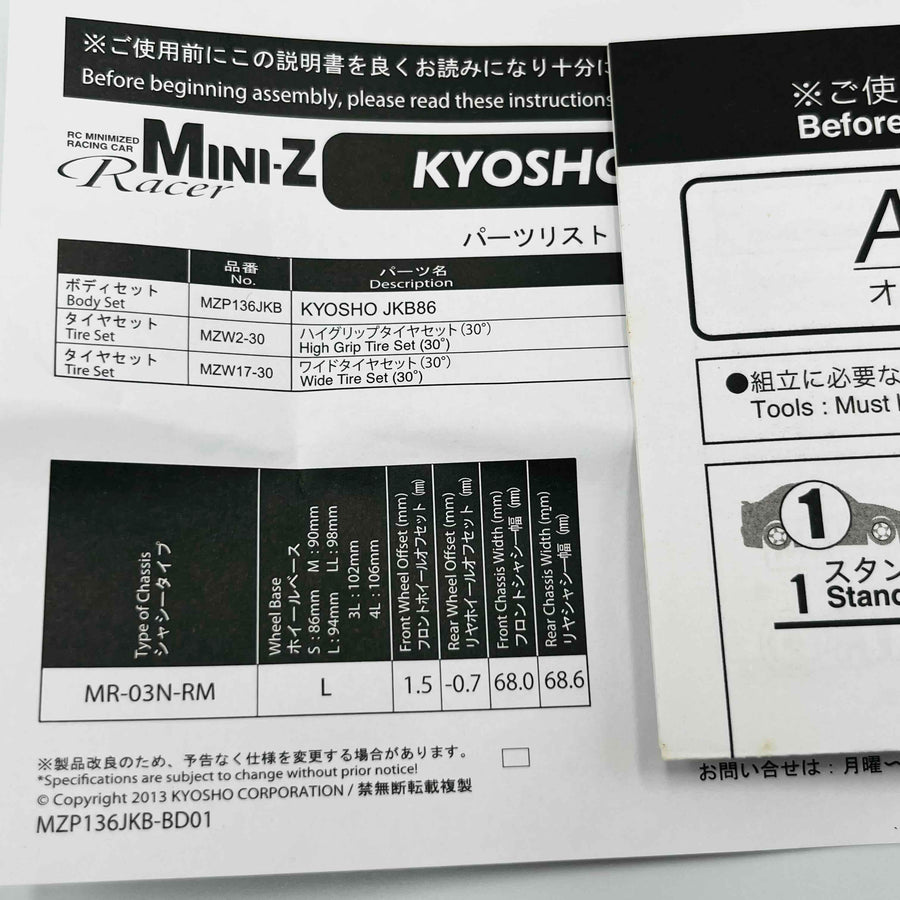 ※ご使用前にこの説明書を良くお読みになり十分に
Before beginning assembly, please read these instructions
RC MINIMIZED
RACING CAR
MINI-Z
Racer
KYOSHO
パーツリスト
品番
No.
パーツ名
Description
ボディセット
Body Set
MZP136JKB
KYOSHO JKB86
タイヤセット
Tire Set
MZW2-30
ハイグリップタイヤセット（30°）
High Grip Tire Set (30°)
タイヤセット
Tire Set
MZW17-30
ワイドタイヤセット（30°）
Wide Tire Set (30°)
Type of Chassis
シャシータイプ
Wheel Base
ホイールベース
S : 86mm M : 90mm
L : 94mm LL : 98mm
3L : 102mm
4L : 106mm
Front Wheel Offset (mm)
フロントホイールオフセット（㎜）
Rear Wheel Offset (mm)
リヤホイールオフセット（㎜）
Front Chassis Width (mm)
フロントシャシー幅（㎜）
Rear Chassis Width (mm)
リヤシャシー幅（㎜）
MR-03N-RM
L
1.5
-0.7
68.0
68.6
※製品改良のため、予告なく仕様を変更する場合があります。
*Specifications are subject to change without prior notice!
© Copyright 2013 KYOSHO CORPORATION / 禁無断転載複製
MZP136JKB-BD01
※ご使
Before
A
オ
●組立に必要な
Tools : Must
1
1
スタン
Stand
お問い合せは：月曜～